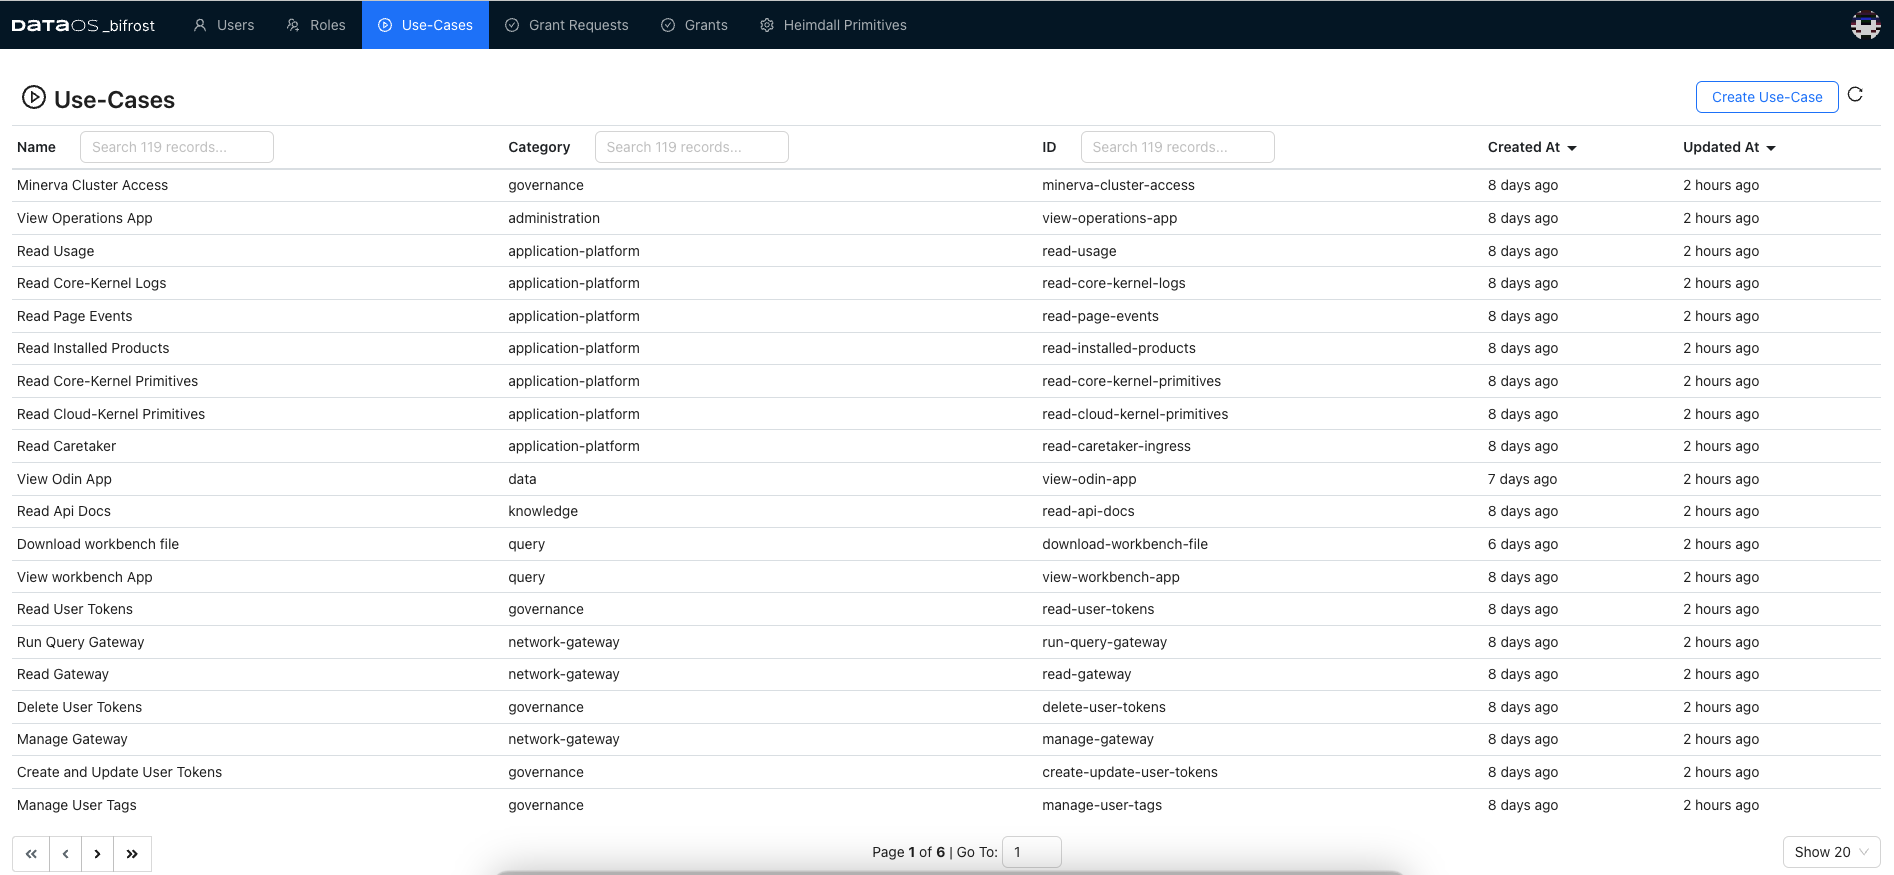 DATAOS_bifrost Users Roles Use-Cases Grant Requests Grants Heimdall Primitives
Use-Cases Create Use-Case
Name Search 119 records... Category Search 119 records... ID Search 119 records... Created At Updated At
Minerva Cluster Access governance minerva-cluster-access 8 days ago 2 hours ago
View Operations App administration view-operations-app 8 days ago 2 hours ago
Read Usage application-platform read-usage 8 days ago 2 hours ago
Read Core-Kernel Logs application-platform read-core-kernel-logs 8 days ago 2 hours ago
Read Page Events application-platform read-page-events 8 days ago 2 hours ago
Read Installed Products application-platform read-installed-products 8 days ago 2 hours ago
Read Core-Kernel Primitives application-platform read-core-kernel-primitives 8 days ago 2 hours ago
Read Cloud-Kernel Primitives application-platform read-cloud-kernel-primitives 8 days ago 2 hours ago
Read Caretaker application-platform read-caretaker-ingress 8 days ago 2 hours ago
View Odin App data view-odin-app 7 days ago 2 hours ago
Read Api Docs knowledge read-api-docs 8 days ago 2 hours ago
Download workbench file query download-workbench-file 6 days ago 2 hours ago
View workbench App query view-workbench-app 8 days ago 2 hours ago
Read User Tokens governance read-user-tokens 8 days ago 2 hours ago
Run Query Gateway network-gateway run-query-gateway 8 days ago 2 hours ago
Read Gateway network-gateway read-gateway 8 days ago 2 hours ago
Delete User Tokens governance delete-user-tokens 8 days ago 2 hours ago
Manage Gateway network-gateway manage-gateway 8 days ago 2 hours ago
Create and Update User Tokens governance create-update-user-tokens 8 days ago 2 hours ago
Manage User Tags governance manage-user-tags 8 days ago 2 hours ago
« ‹ › » Page 1 of 6 | Go To: 1 Show 20